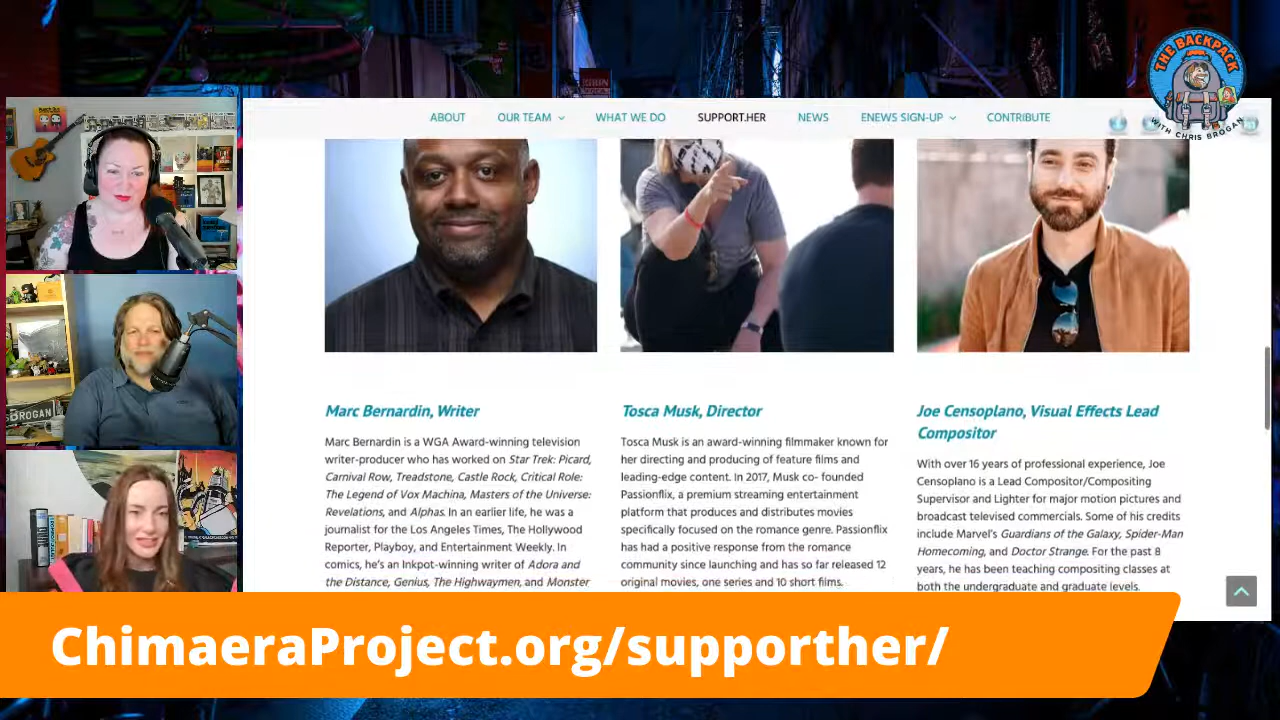 THE BACKPACK
WITH CHRIS BROGAN
ABOUT
OUR TEAM
WHAT WE DO
SUPPORT.HER
NEWS
ENEWS SIGN-UP
CONTRIBUTE
BROGAN
Marc Bernardin, Writer
Marc Bernardin is a WGA Award-winning television
writer-producer who has worked on Star Trek: Picard,
Carnival Row, Treadstone, Castle Rock, Critical Role:
The Legend of Vox Machina, Masters of the Universe:
Revelations, and Alphas. In an earlier life, he was a
journalist for the Los Angeles Times, The Hollywood
Reporter, Playboy, and Entertainment Weekly. In
comics, he's an Inkpot-winning writer of Adora and
the Distance, Genius, The Highwaymen, and Monster
Tosca Musk, Director
Tosca Musk is an award-winning filmmaker known for
her directing and producing of feature films and
leading-edge content. In 2017, Musk co- founded
Passionflix, a premium streaming entertainment
platform that produces and distributes movies
specifically focused on the romance genre. Passionflix
has had a positive response from the romance
community since launching and has so far released 12
original movies, one series and 10 short films.
Joe Censoplano, Visual Effects Lead
Compositor
With over 16 years of professional experience, Joe
Censoplano is a Lead Compositor/Compositing
Supervisor and Lighter for major motion pictures and
broadcast televised commercials. Some of his credits
include Marvel's Guardians of the Galaxy, Spider-Man
Homecoming, and Doctor Strange. For the past 8
years, he has been teaching compositing classes at
both the undergraduate and graduate levels.
ChimaeraProject.org/supporther/